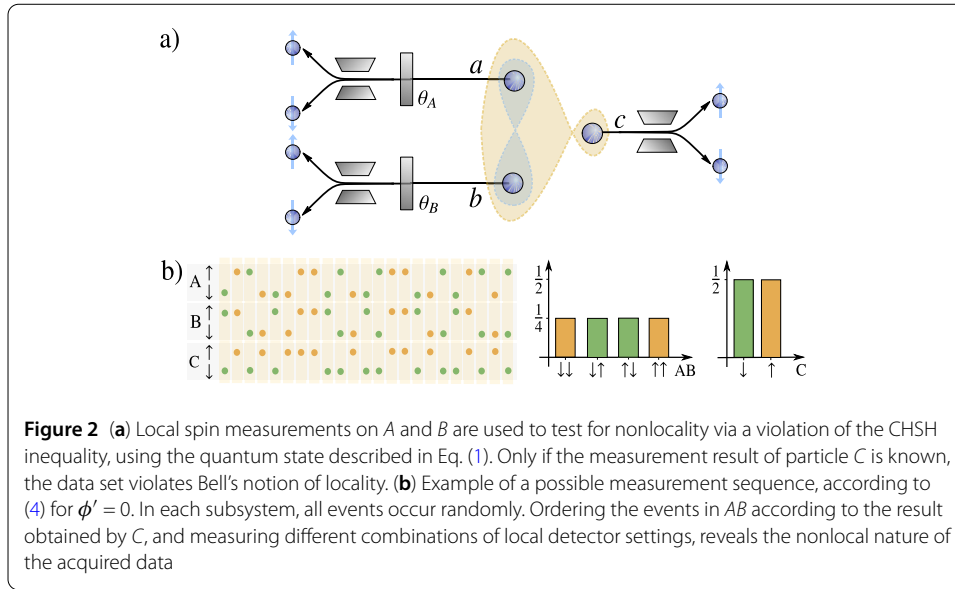 a)
a
θA
c
b
θB
b)
A ↑ ↓
B ↑ ↓
C ↑ ↓
1/2
1/4
↓↓ ↓↑ ↑↓ ↑↑ AB
1/2
↓ ↑ C
Figure 2 (a) Local spin measurements on A and B are used to test for nonlocality via a violation of the CHSH
inequality, using the quantum state described in Eq. (1). Only if the measurement result of particle C is known,
the data set violates Bell's notion of locality. (b) Example of a possible measurement sequence, according to
(4) for ϕ′ = 0. In each subsystem, all events occur randomly. Ordering the events in AB according to the result
obtained by C, and measuring different combinations of local detector settings, reveals the nonlocal nature of
the acquired data